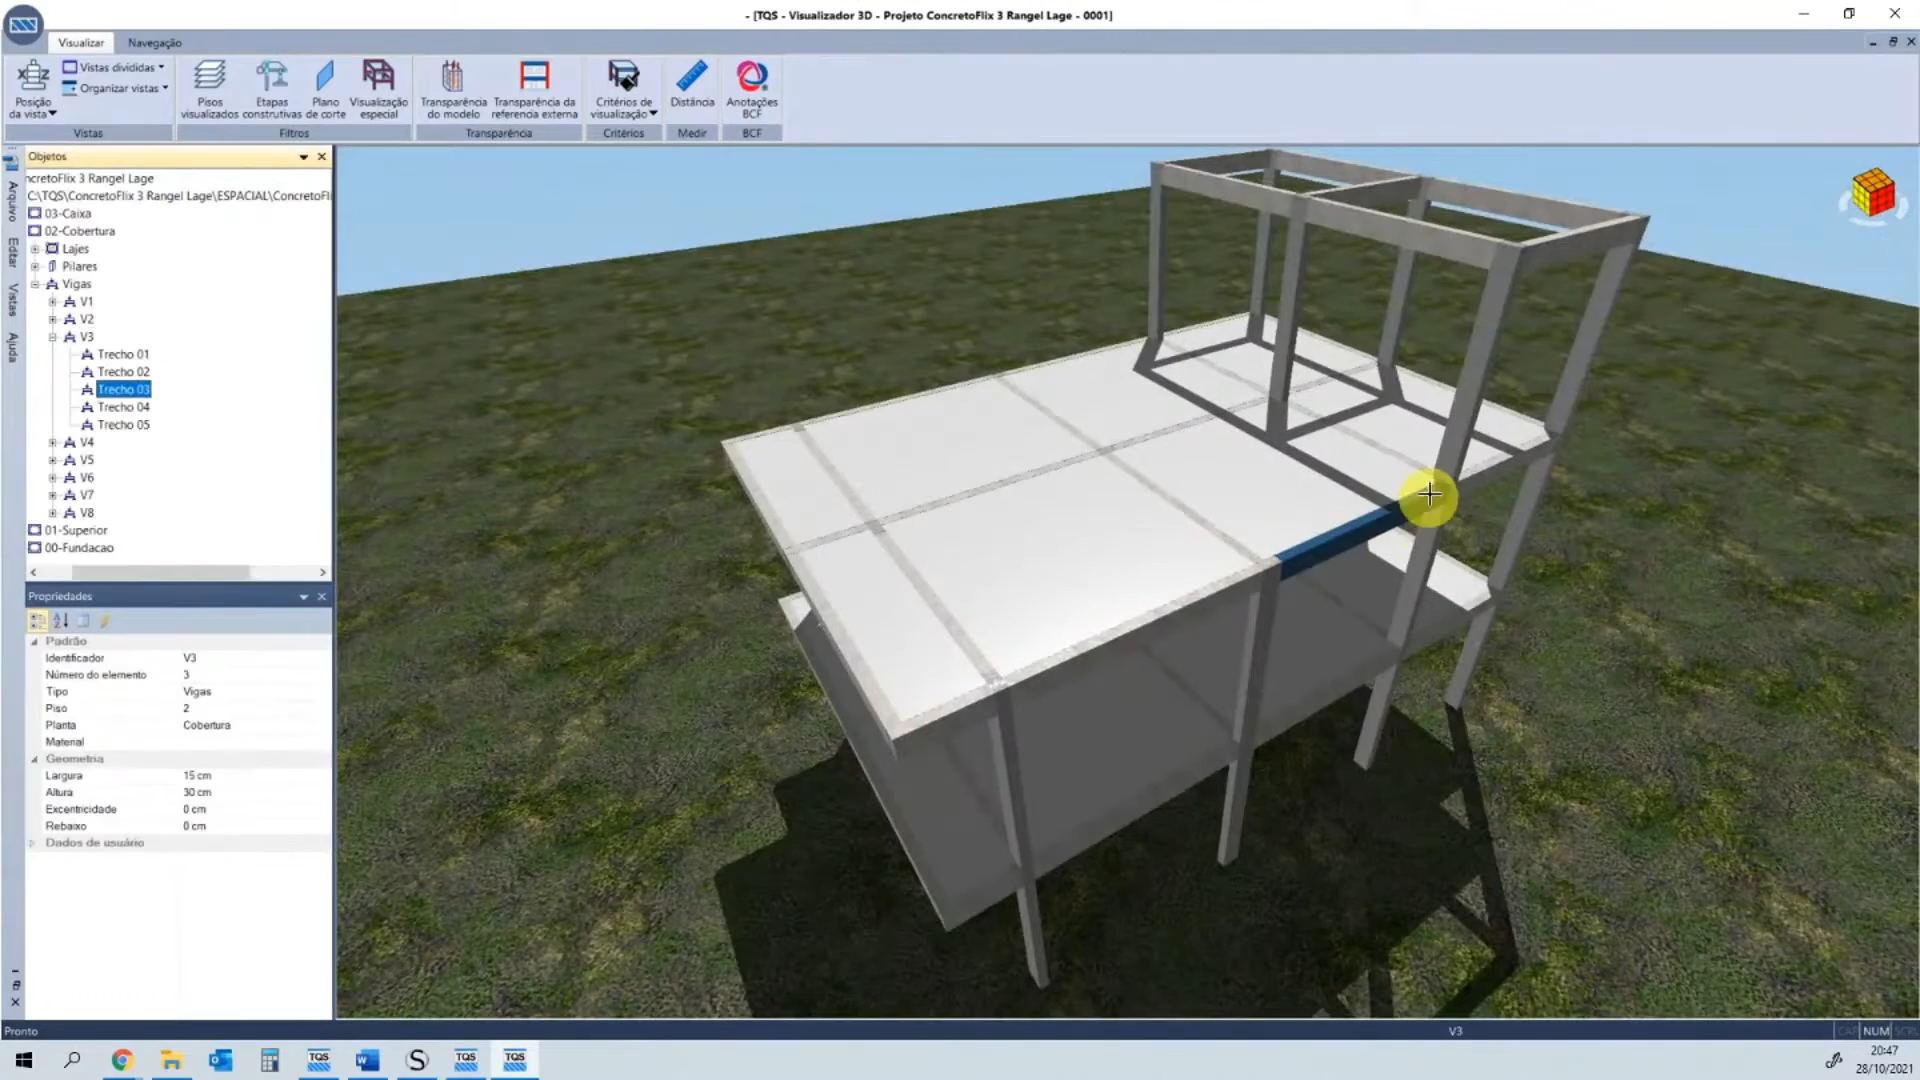 - [TQS - Visualizador 3D - Projeto ConcretoFlix 3 Rangel Lage - 0001]
Visualizar
Navegação
Posição da vista
Vistas divididas
Organizar vistas
Vistas
Pisos visualizados
Etapas construtivas
Plano de corte
Visualização especial
Filtros
Transparência do modelo
Transparência da referencia externa
Transparência
Critérios de visualização
Critérios
Distância
Medir
Anotações BCF
BCF
Arquivo
Editar
Vistas
Ajuda
Objetos
ncretoFlix 3 Rangel Lage
C:\TQS\ConcretoFlix 3 Rangel Lage\ESPACIAL\ConcretoFl
03-Caixa
02-Cobertura
Lajes
Pilares
Vigas
V1
V2
V3
Trecho 01
Trecho 02
Trecho 03
Trecho 04
Trecho 05
V4
V5
V6
V7
V8
01-Superior
00-Fundacao
Propriedades
Padrão
Identificador V3
Número do elemento 3
Tipo Vigas
Piso 2
Planta Cobertura
Material
Geometria
Largura 15 cm
Altura 30 cm
Excentricidade 0 cm
Rebaixo 0 cm
Dados de usuário
Pronto
V3
CAP NUM SCRL
TQS
TQS
TQS
20:47
28/10/2021